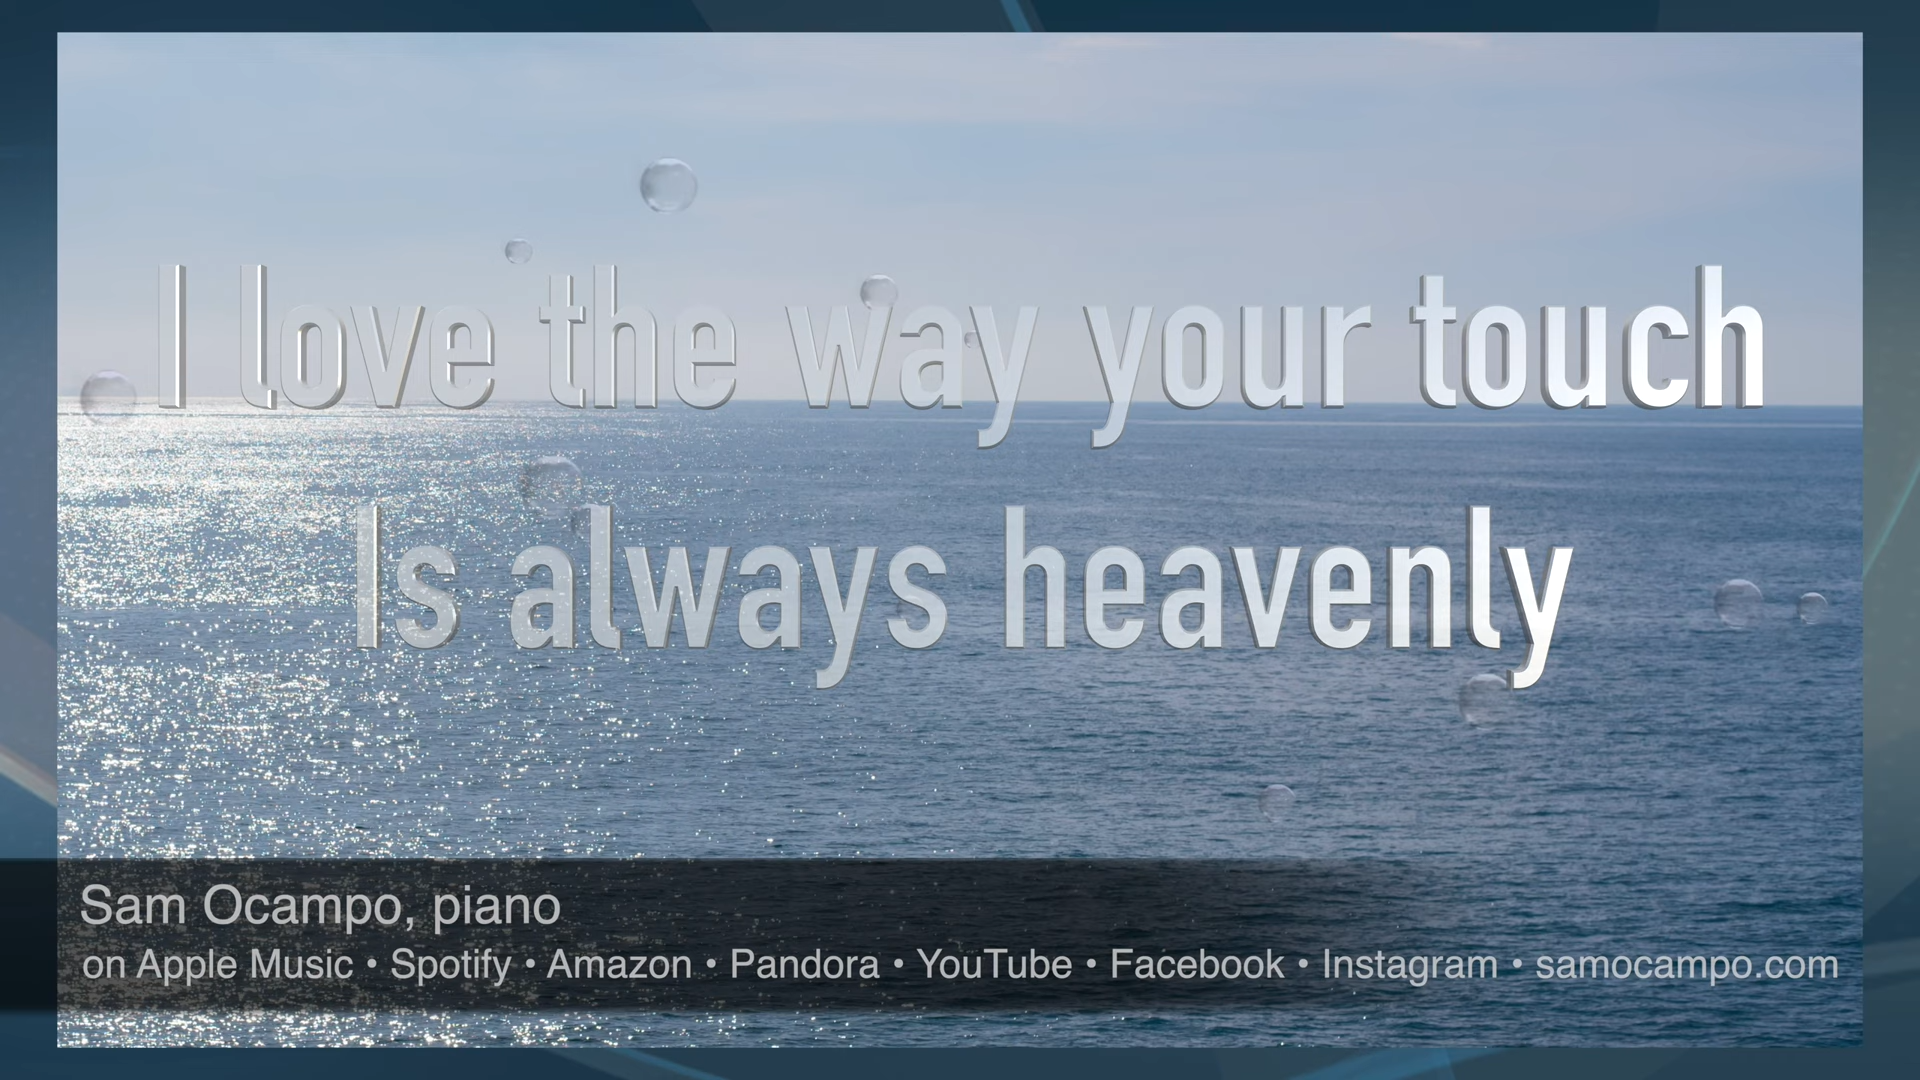 I love the way your touch
Is always heavenly
Sam Ocampo, piano
on Apple Music • Spotify • Amazon • Pandora • YouTube • Facebook • Instagram • samocampo.com